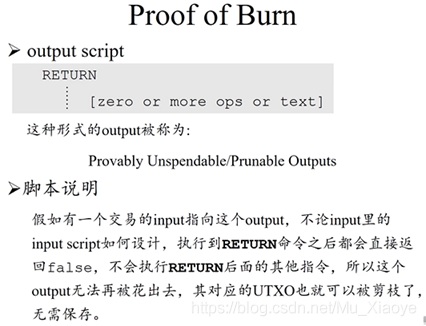 Proof of Burn
➢ output script
RETURN
[zero or more ops or text]
这种形式的output被称为:
Provably Unspendable/Prunable Outputs
➢脚本说明
假如有一个交易的input指向这个output，不论input里的
input script如何设计，执行到RETURN命令之后都会直接返
回false，不会执行RETURN后面的其他指令，所以这个
output无法再被花出去，其对应的UTXO也就可以被剪枝了，
无需保存。
https://blog.csdn.net/Mu_Xiaoye